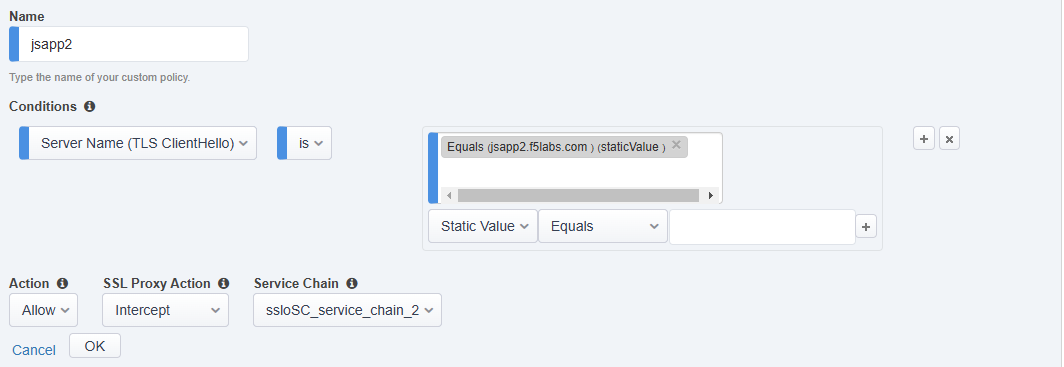 Name
jsapp2
Type the name of your custom policy.
Conditions
Server Name (TLS ClientHello) is Equals (jsapp2.f5labs.com ) (staticValue )
Static Value Equals
Action SSL Proxy Action Service Chain
Allow Intercept ssloSC_service_chain_2
Cancel OK